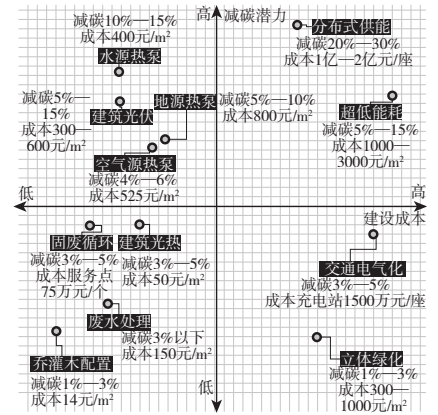 高
减碳潜力
减碳10%—15%
成本400元/m²
水源热泵
分布式供能
减碳20%—30%
成本1亿—2亿元/座
减碳5%—
15%
成本300—
600元/m²
建筑光伏
地源热泵
减碳5%—10%
成本800元/m²
超低能耗
减碳5%—15%
成本1000—
3000元/m²
空气源热泵
减碳4%—6%
成本525元/m²
低
高
建设成本
固废循环
减碳3%—5%
成本服务点
75万元/个
建筑光热
减碳3%—5%
成本50元/m²
交通电气化
减碳3%—5%
成本充电站1500万元/座
废水处理
减碳3%以下
成本150元/m²
乔灌木配置
减碳1%—3%
成本14元/m²
立体绿化
减碳1%—3%
成本300—
1000元/m²
低